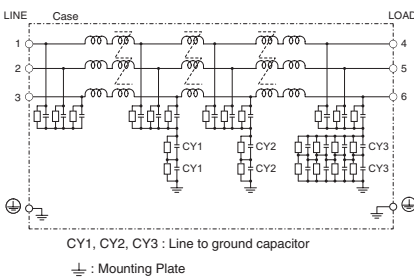 LINE Case LOAD
1 4
2 5
3 6
CY1 CY2 CY3
CY1 CY2 CY3
CY1, CY2, CY3 : Line to ground capacitor
: Mounting Plate